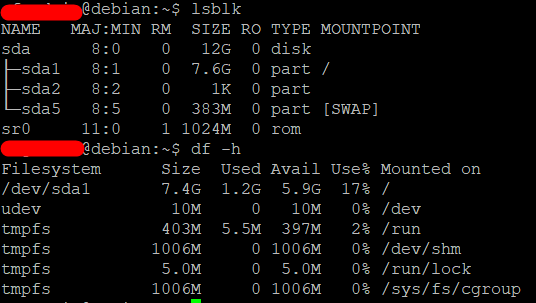 @debian:~$ lsblk
NAME   MAJ:MIN RM  SIZE RO TYPE MOUNTPOINT
sda      8:0    0   12G  0 disk
├─sda1   8:1    0  7.6G  0 part /
├─sda2   8:2    0    1K  0 part
└─sda5   8:5    0  383M  0 part [SWAP]
sr0     11:0    1 1024M  0 rom
@debian:~$ df -h
Filesystem      Size  Used Avail Use% Mounted on
/dev/sda1       7.4G  1.2G  5.9G  17% /
udev             10M     0   10M   0% /dev
tmpfs           403M  5.5M  397M   2% /run
tmpfs          1006M     0 1006M   0% /dev/shm
tmpfs           5.0M     0  5.0M   0% /run/lock
tmpfs          1006M     0 1006M   0% /sys/fs/cgroup